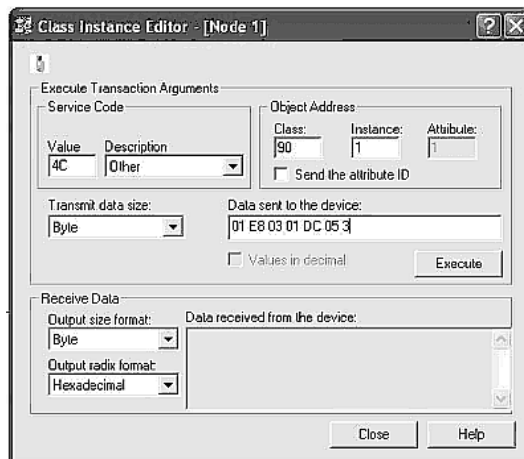 Class Instance Editor - [Node 1]
Execute Transaction Arguments
Service Code
Value Description
4C Other
Object Address
Class: Instance: Attribute:
90 1 1
Send the attribute ID
Transmit data size:
Byte
Data sent to the device:
01 E8 03 01 DC 05 3
Values in decimal
Execute
Receive Data
Output size format:
Byte
Output radix format:
Hexadecimal
Data received from the device:
Close Help